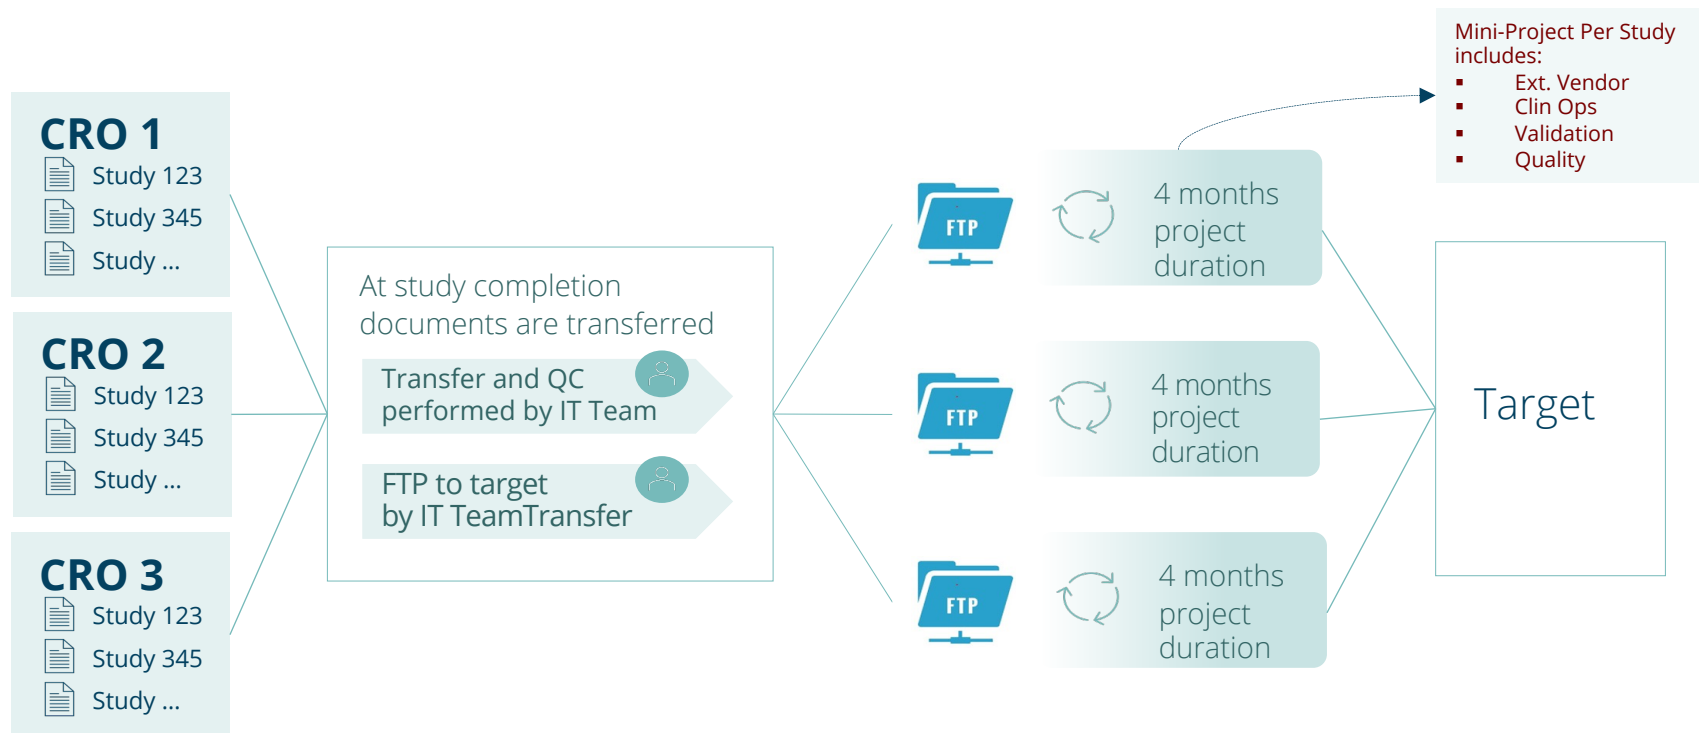 CRO 1
Study 123
Study 345
Study ...
CRO 2
Study 123
Study 345
Study ...
CRO 3
Study 123
Study 345
Study ...
At study completion
documents are transferred
Transfer and QC
performed by IT Team
FTP to target
by IT TeamTransfer
FTP
4 months
project
duration
FTP
4 months
project
duration
FTP
4 months
project
duration
Mini-Project Per Study
includes:
▪ Ext. Vendor
▪ Clin Ops
▪ Validation
▪ Quality
Target